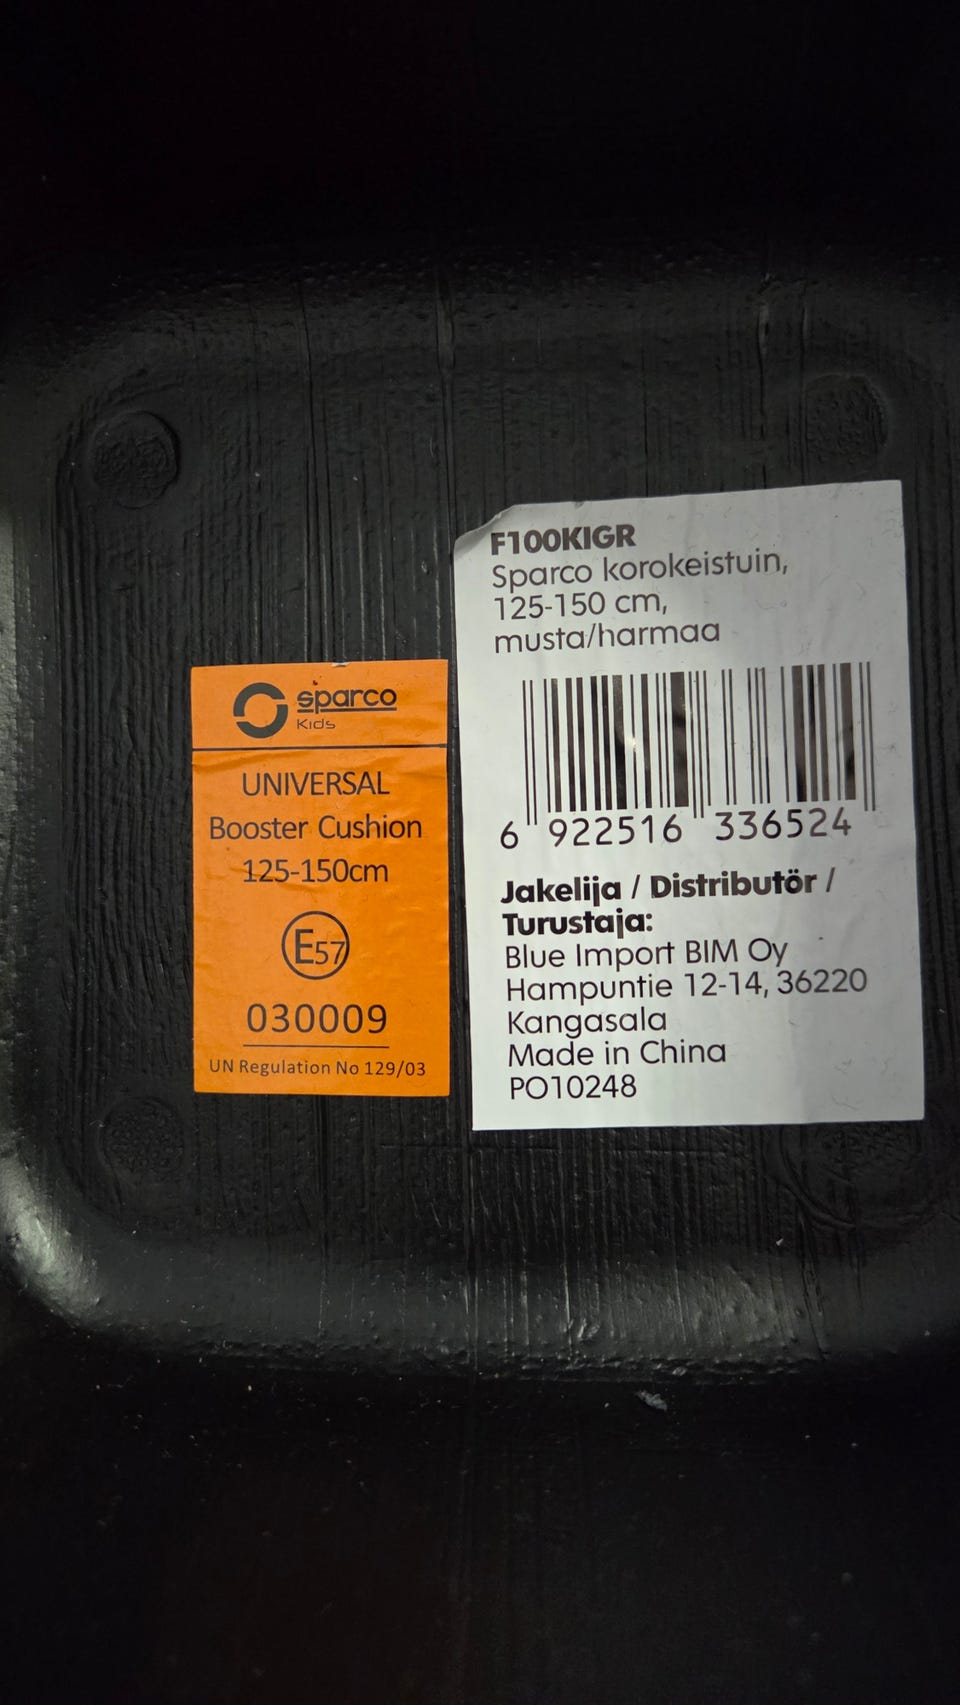 sparco
Kids
UNIVERSAL
Booster Cushion
125-150cm
E57
030009
UN Regulation No 129/03
F100KIGR
Sparco korokeistuin,
125-150 cm,
musta/harmaa
6 922516 336524
Jakelija / Distributör /
Turustaja:
Blue Import BIM Oy
Hampuntie 12-14, 36220
Kangasala
Made in China
PO10248